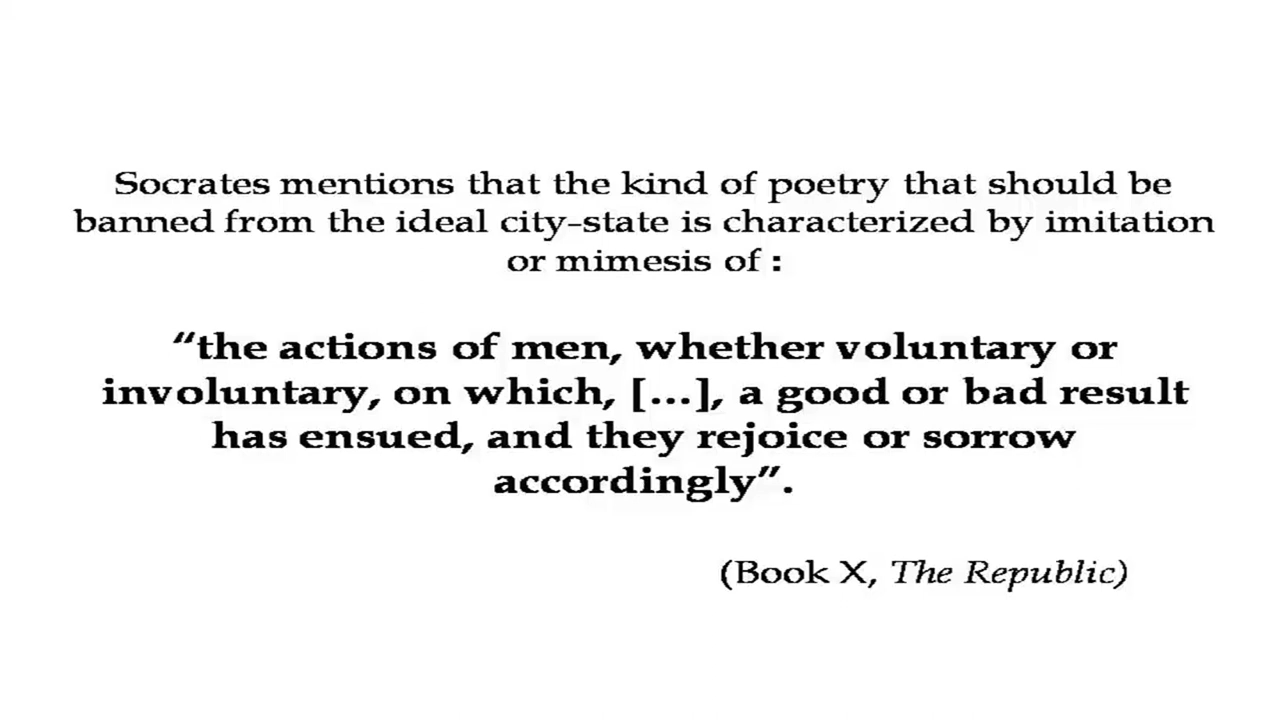 Socrates mentions that the kind of poetry that should be
banned from the ideal city-state is characterized by imitation
or mimesis of :
“the actions of men, whether voluntary or
involuntary, on which, [...], a good or bad result
has ensued, and they rejoice or sorrow
accordingly”.
(Book X, The Republic)